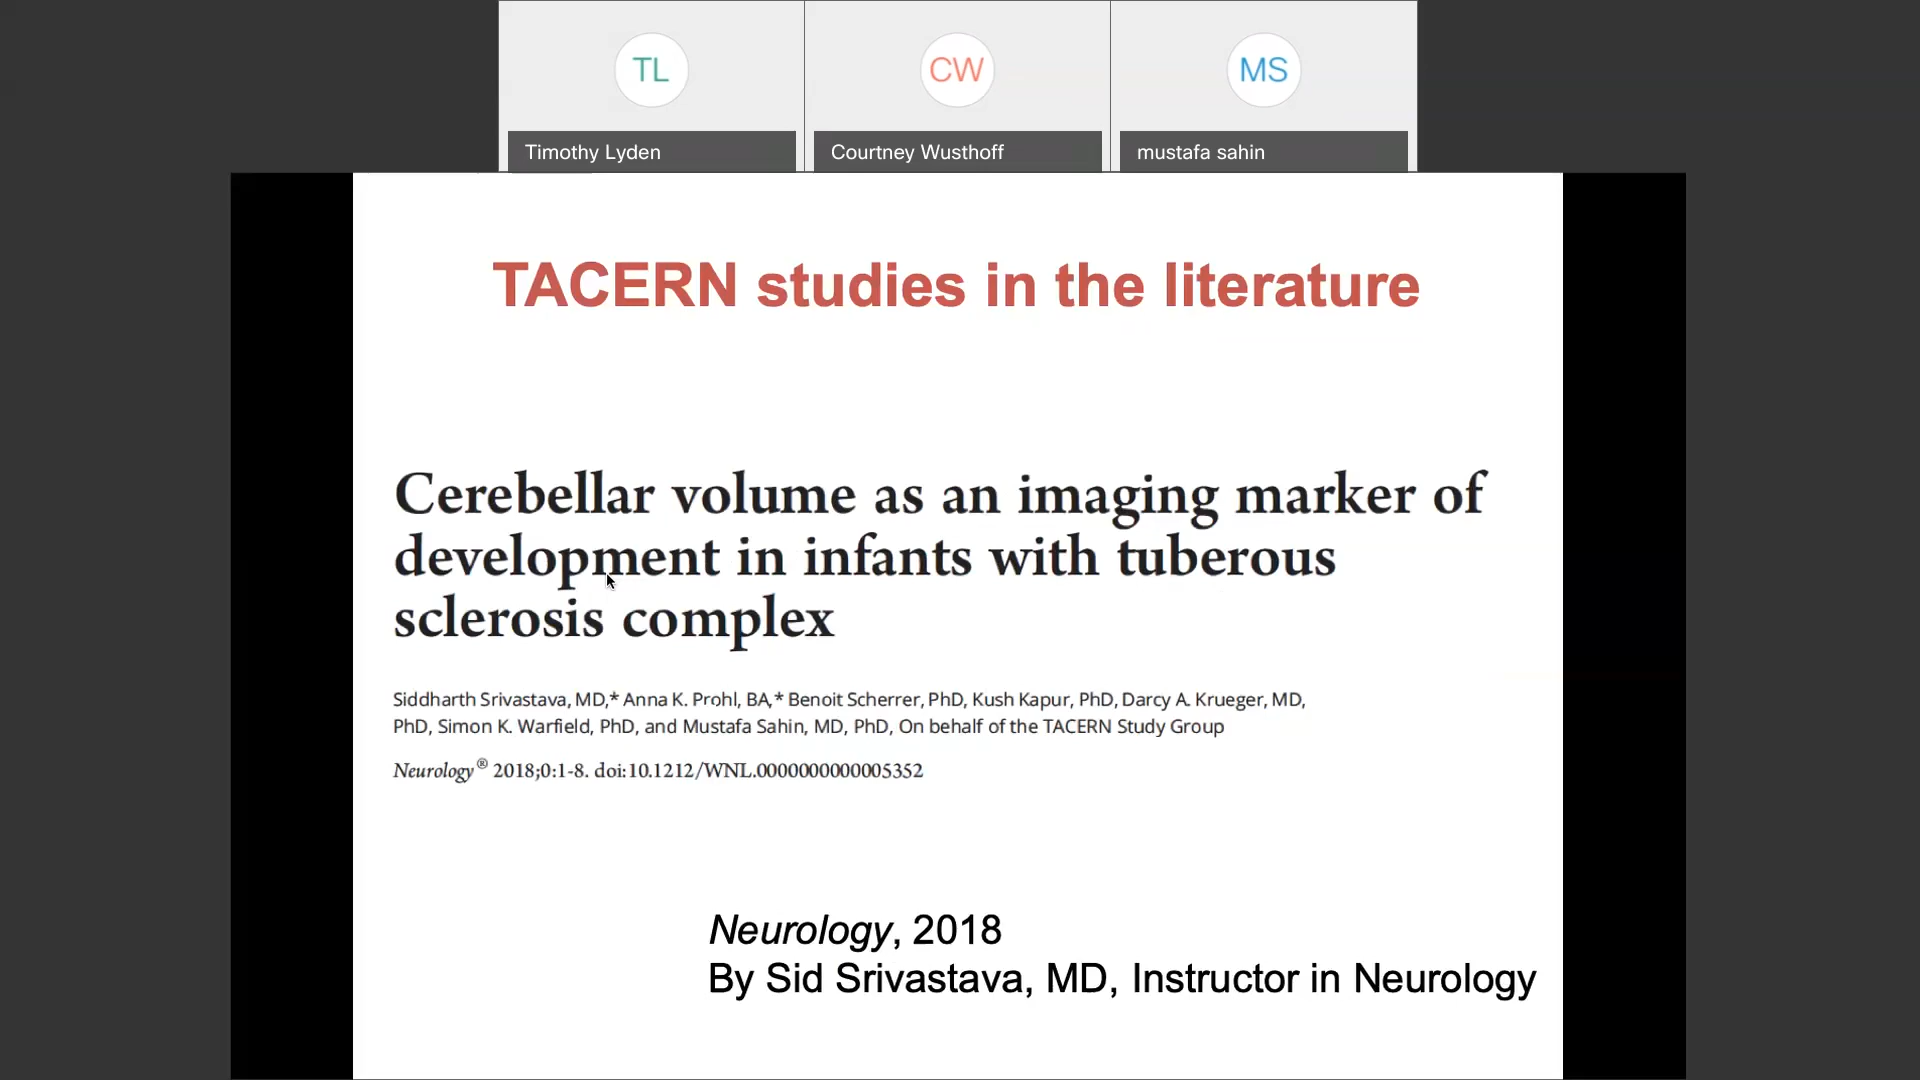 TL
CW
MS
Timothy Lyden
Courtney Wusthoff
mustafa sahin
TACERN studies in the literature
Cerebellar volume as an imaging marker of
development in infants with tuberous
sclerosis complex
Siddharth Srivastava, MD,* Anna K. Prohl, BA,* Benoit Scherrer, PhD, Kush Kapur, PhD, Darcy A. Krueger, MD,
PhD, Simon K. Warfield, PhD, and Mustafa Sahin, MD, PhD, On behalf of the TACERN Study Group
Neurology® 2018;0:1-8. doi:10.1212/WNL.0000000000005352
Neurology, 2018
By Sid Srivastava, MD, Instructor in Neurology